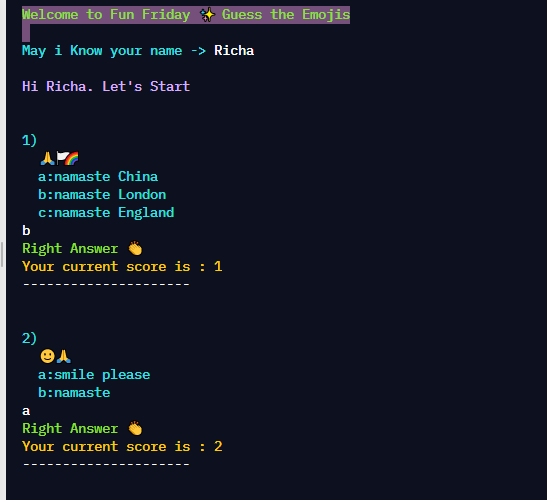 Welcome to Fun Friday ✨ Guess the Emojis
May i Know your name -> Richa
Hi Richa. Let's Start
1)
🙏🏳️🌈
a:namaste China
b:namaste London
c:namaste England
b
Right Answer 👏
Your current score is : 1
---------------------
2)
🙂🙏
a:smile please
b:namaste
a
Right Answer 👏
Your current score is : 2
---------------------